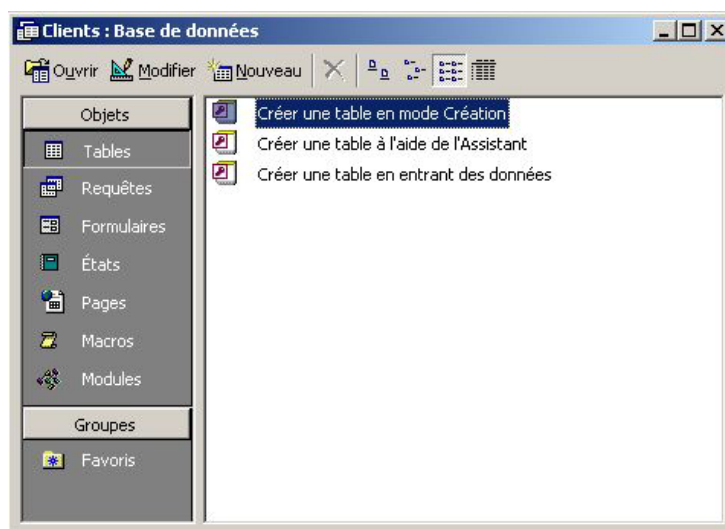 Clients : Base de données
Ouvrir Modifier Nouveau
Objets
Tables
Requêtes
Formulaires
États
Pages
Macros
Modules
Groupes
Favoris
Créer une table en mode Création
Créer une table à l'aide de l'Assistant
Créer une table en entrant des données